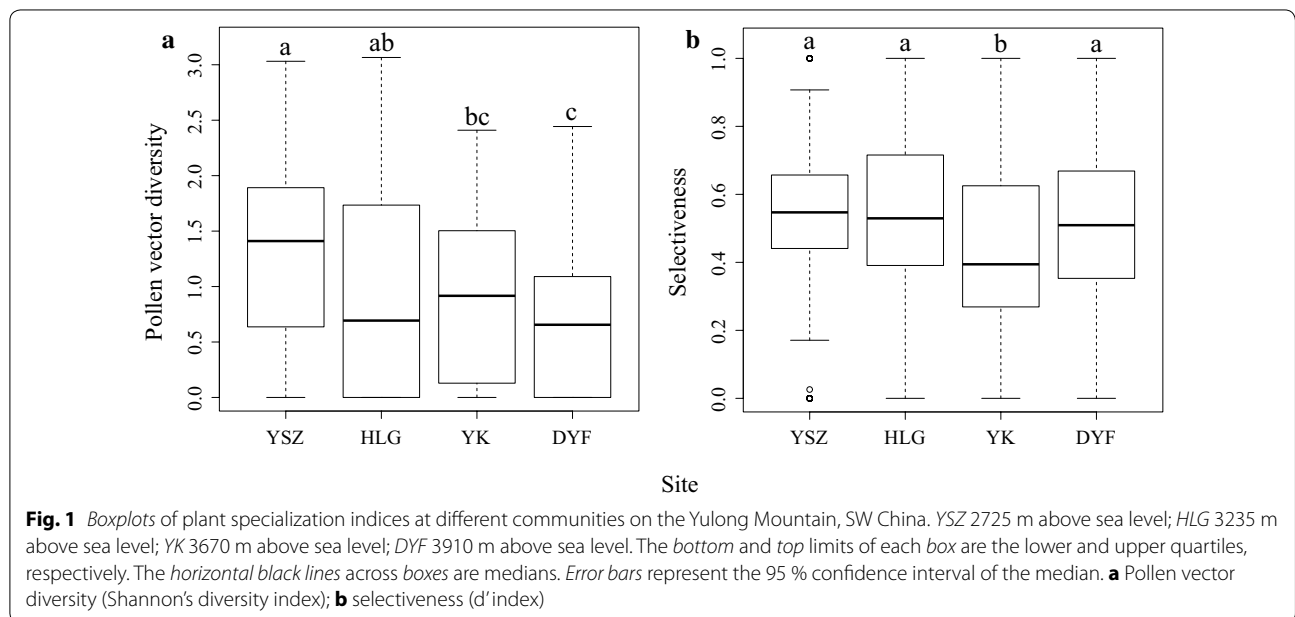 a
b
a ab bc c
a a b a
Pollen vector diversity
0.0 0.5 1.0 1.5 2.0 2.5 3.0
Selectiveness
0.0 0.2 0.4 0.6 0.8 1.0
YSZ HLG YK DYF
YSZ HLG YK DYF
Site
Fig. 1 Boxplots of plant specialization indices at different communities on the Yulong Mountain, SW China. YSZ 2725 m above sea level; HLG 3235 m
above sea level; YK 3670 m above sea level; DYF 3910 m above sea level. The bottom and top limits of each box are the lower and upper quartiles,
respectively. The horizontal black lines across boxes are medians. Error bars represent the 95 % confidence interval of the median. a Pollen vector
diversity (Shannon's diversity index); b selectiveness (d' index)